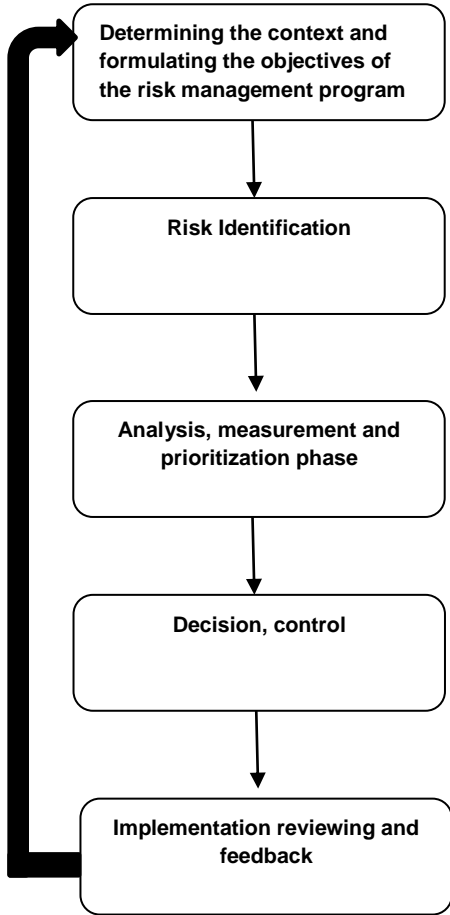 Determining the context and
formulating the objectives of
the risk management program
Risk Identification
Analysis, measurement and
prioritization phase
Decision, control
Implementation reviewing and
feedback